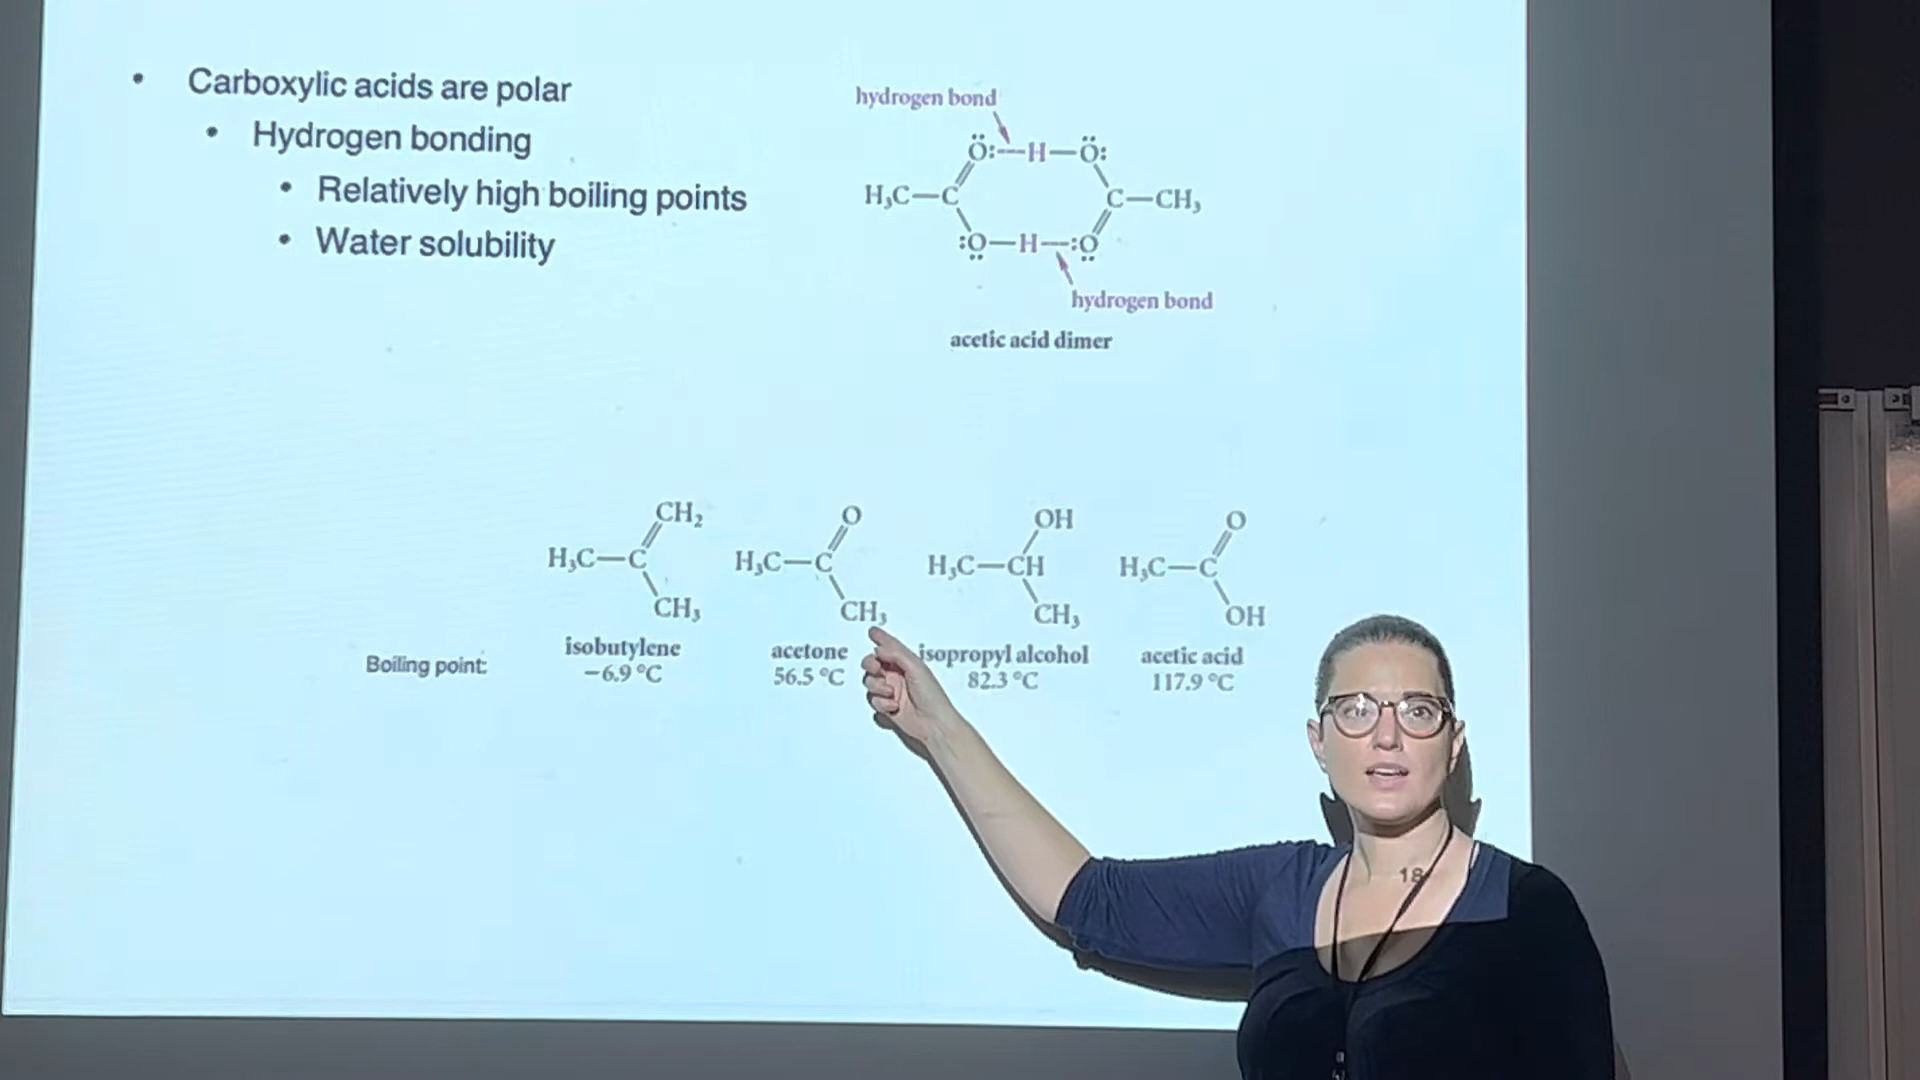 • Carboxylic acids are polar
• Hydrogen bonding
• Relatively high boiling points
• Water solubility
hydrogen bond
Ö:---H—Ö:
H₃C—C C—CH₃
:O—H---:O
hydrogen bond
acetic acid dimer
CH₂
H₃C—C
CH₃
isobutylene
−6.9 °C
O
H₃C—C
CH₃
acetone
56.5 °C
OH
H₃C—CH
CH₃
isopropyl alcohol
82.3 °C
O
H₃C—C
OH
acetic acid
117.9 °C
Boiling point:
18